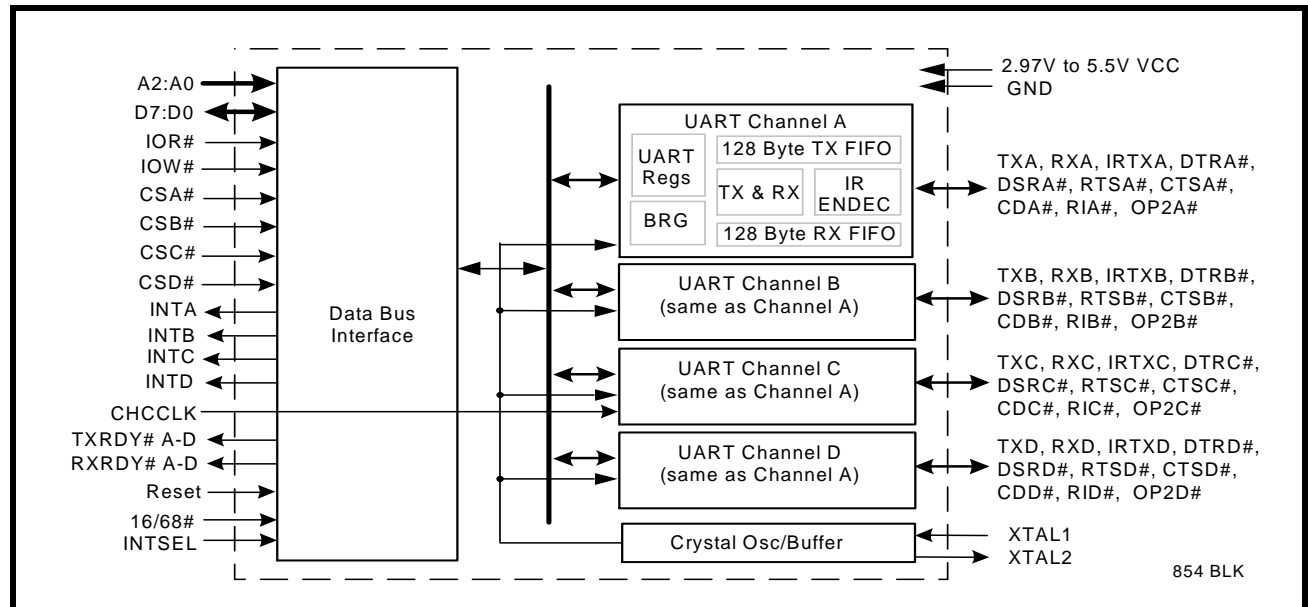 A2:A0
D7:D0
IOR#
IOW#
CSA#
CSB#
CSC#
CSD#
INTA
INTB
INTC
INTD
CHCCLK
TXRDY# A-D
RXRDY# A-D
Reset
16/68#
INTSEL
Data Bus
Interface
UART Channel A
UART
Regs
BRG
128 Byte TX FIFO
TX & RX
IR
ENDEC
128 Byte RX FIFO
UART Channel B
(same as Channel A)
UART Channel C
(same as Channel A)
UART Channel D
(same as Channel A)
Crystal Osc/Buffer
2.97V to 5.5V VCC
GND
TXA, RXA, IRTXA, DTRA#,
DSRA#, RTSA#, CTSA#,
CDA#, RIA#, OP2A#
TXB, RXB, IRTXB, DTRB#,
DSRB#, RTSB#, CTSB#,
CDB#, RIB#, OP2B#
TXC, RXC, IRTXC, DTRC#,
DSRC#, RTSC#, CTSC#,
CDC#, RIC#, OP2C#
TXD, RXD, IRTXD, DTRD#,
DSRD#, RTSD#, CTSD#,
CDD#, RID#, OP2D#
XTAL1
XTAL2
854 BLK